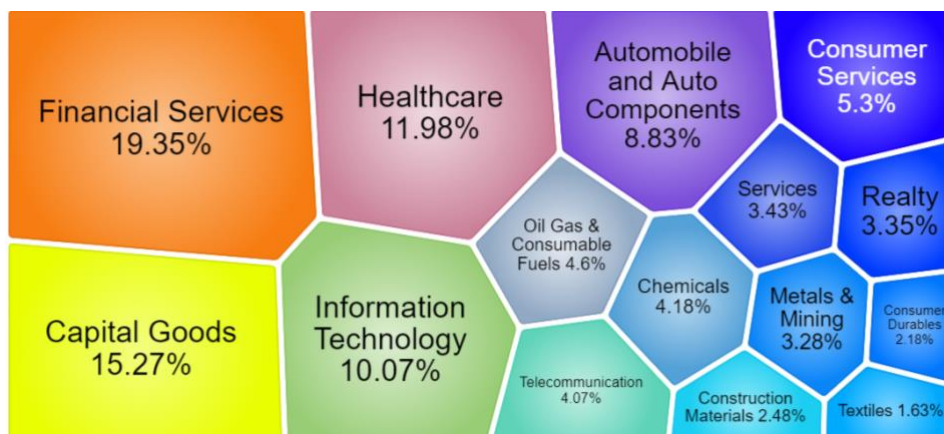 Financial Services
19.35%
Healthcare
11.98%
Automobile
and Auto
Components
8.83%
Consumer
Services
5.3%
Services
3.43%
Realty
3.35%
Oil Gas &
Consumable
Fuels 4.6%
Capital Goods
15.27%
Information
Technology
10.07%
Chemicals
4.18%
Metals &
Mining
3.28%
Consumer
Durables
2.18%
Telecommunication
4.07%
Construction
Materials 2.48%
Textiles 1.63%